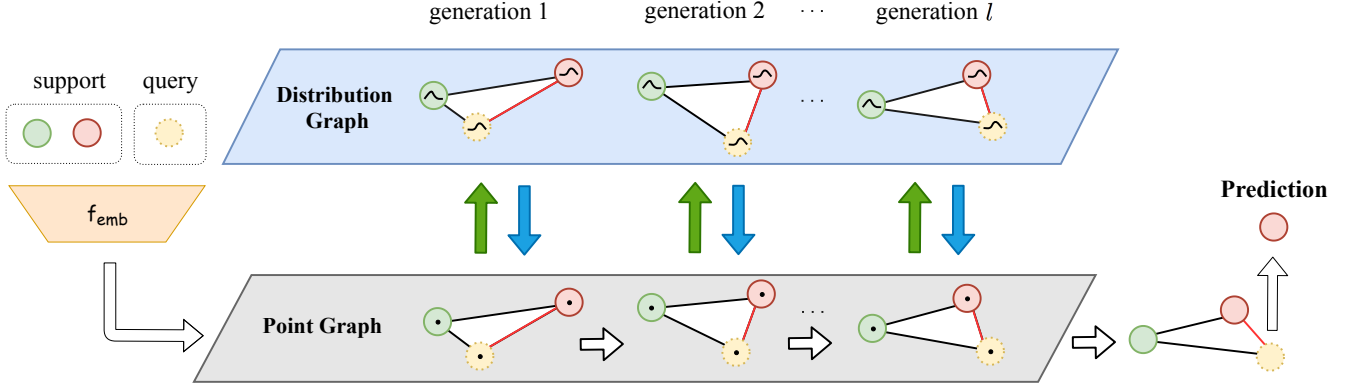 generation 1
generation 2
· · ·
generation l
support
query
Distribution
Graph
· · ·
f_emb
Prediction
Point Graph
· · ·